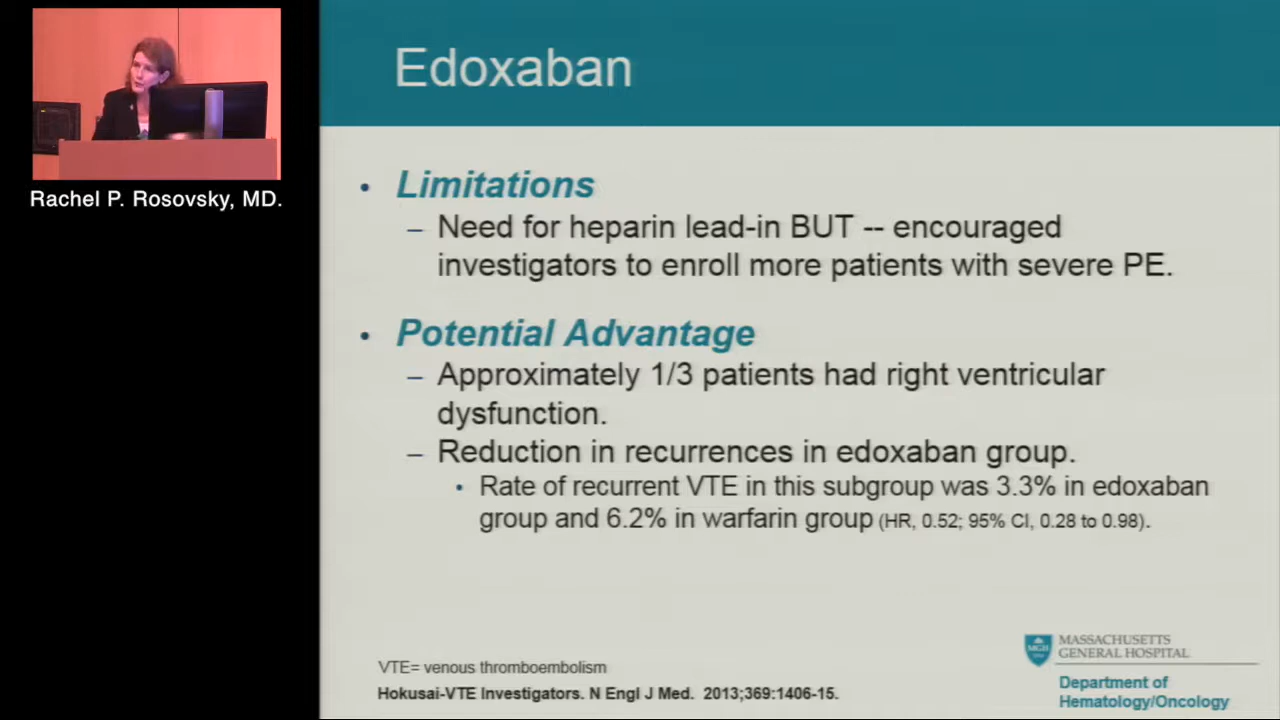 Rachel P. Rosovsky, MD.
Edoxaban
• Limitations
– Need for heparin lead-in BUT -- encouraged
investigators to enroll more patients with severe PE.
• Potential Advantage
– Approximately 1/3 patients had right ventricular
dysfunction.
– Reduction in recurrences in edoxaban group.
• Rate of recurrent VTE in this subgroup was 3.3% in edoxaban
group and 6.2% in warfarin group (HR, 0.52; 95% CI, 0.28 to 0.98).
VTE= venous thromboembolism
Hokusai-VTE Investigators. N Engl J Med. 2013;369:1406-15.
MGH
MASSACHUSETTS
GENERAL HOSPITAL
Department of
Hematology/Oncology